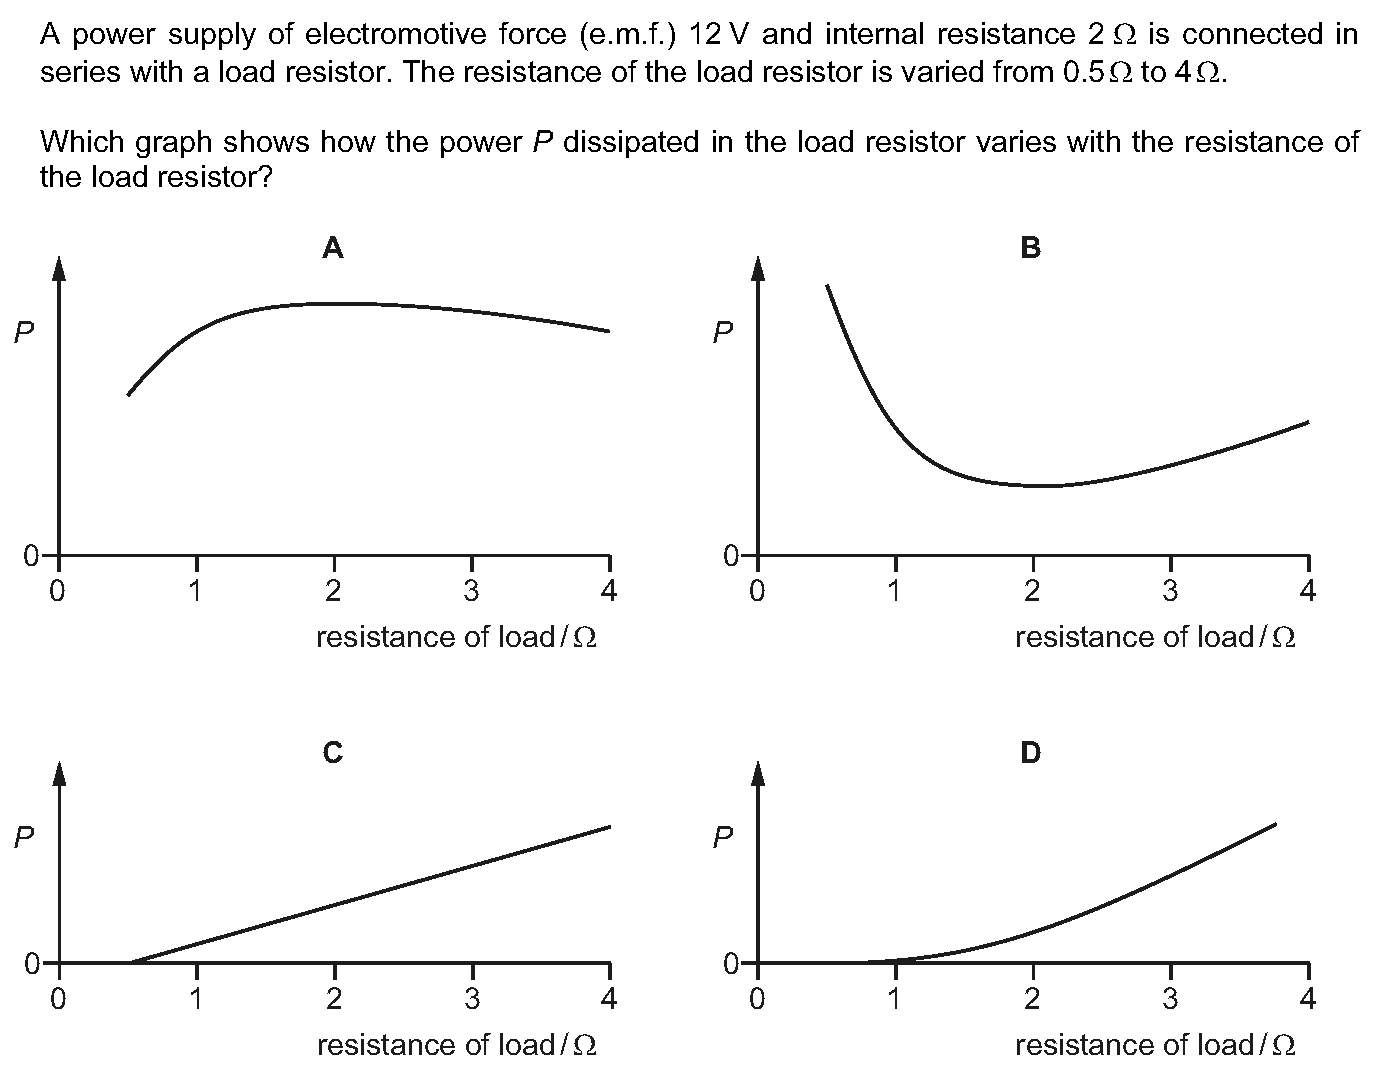 A power supply of electromotive force (e.m.f.) 12 V and internal resistance 2 Ω is connected in
series with a load resistor. The resistance of the load resistor is varied from 0.5 Ω to 4 Ω.
Which graph shows how the power P dissipated in the load resistor varies with the resistance of
the load resistor?
A
P
0
0 1 2 3 4
resistance of load / Ω
B
P
0
0 1 2 3 4
resistance of load / Ω
C
P
0
0 1 2 3 4
resistance of load / Ω
D
P
0
0 1 2 3 4
resistance of load / Ω